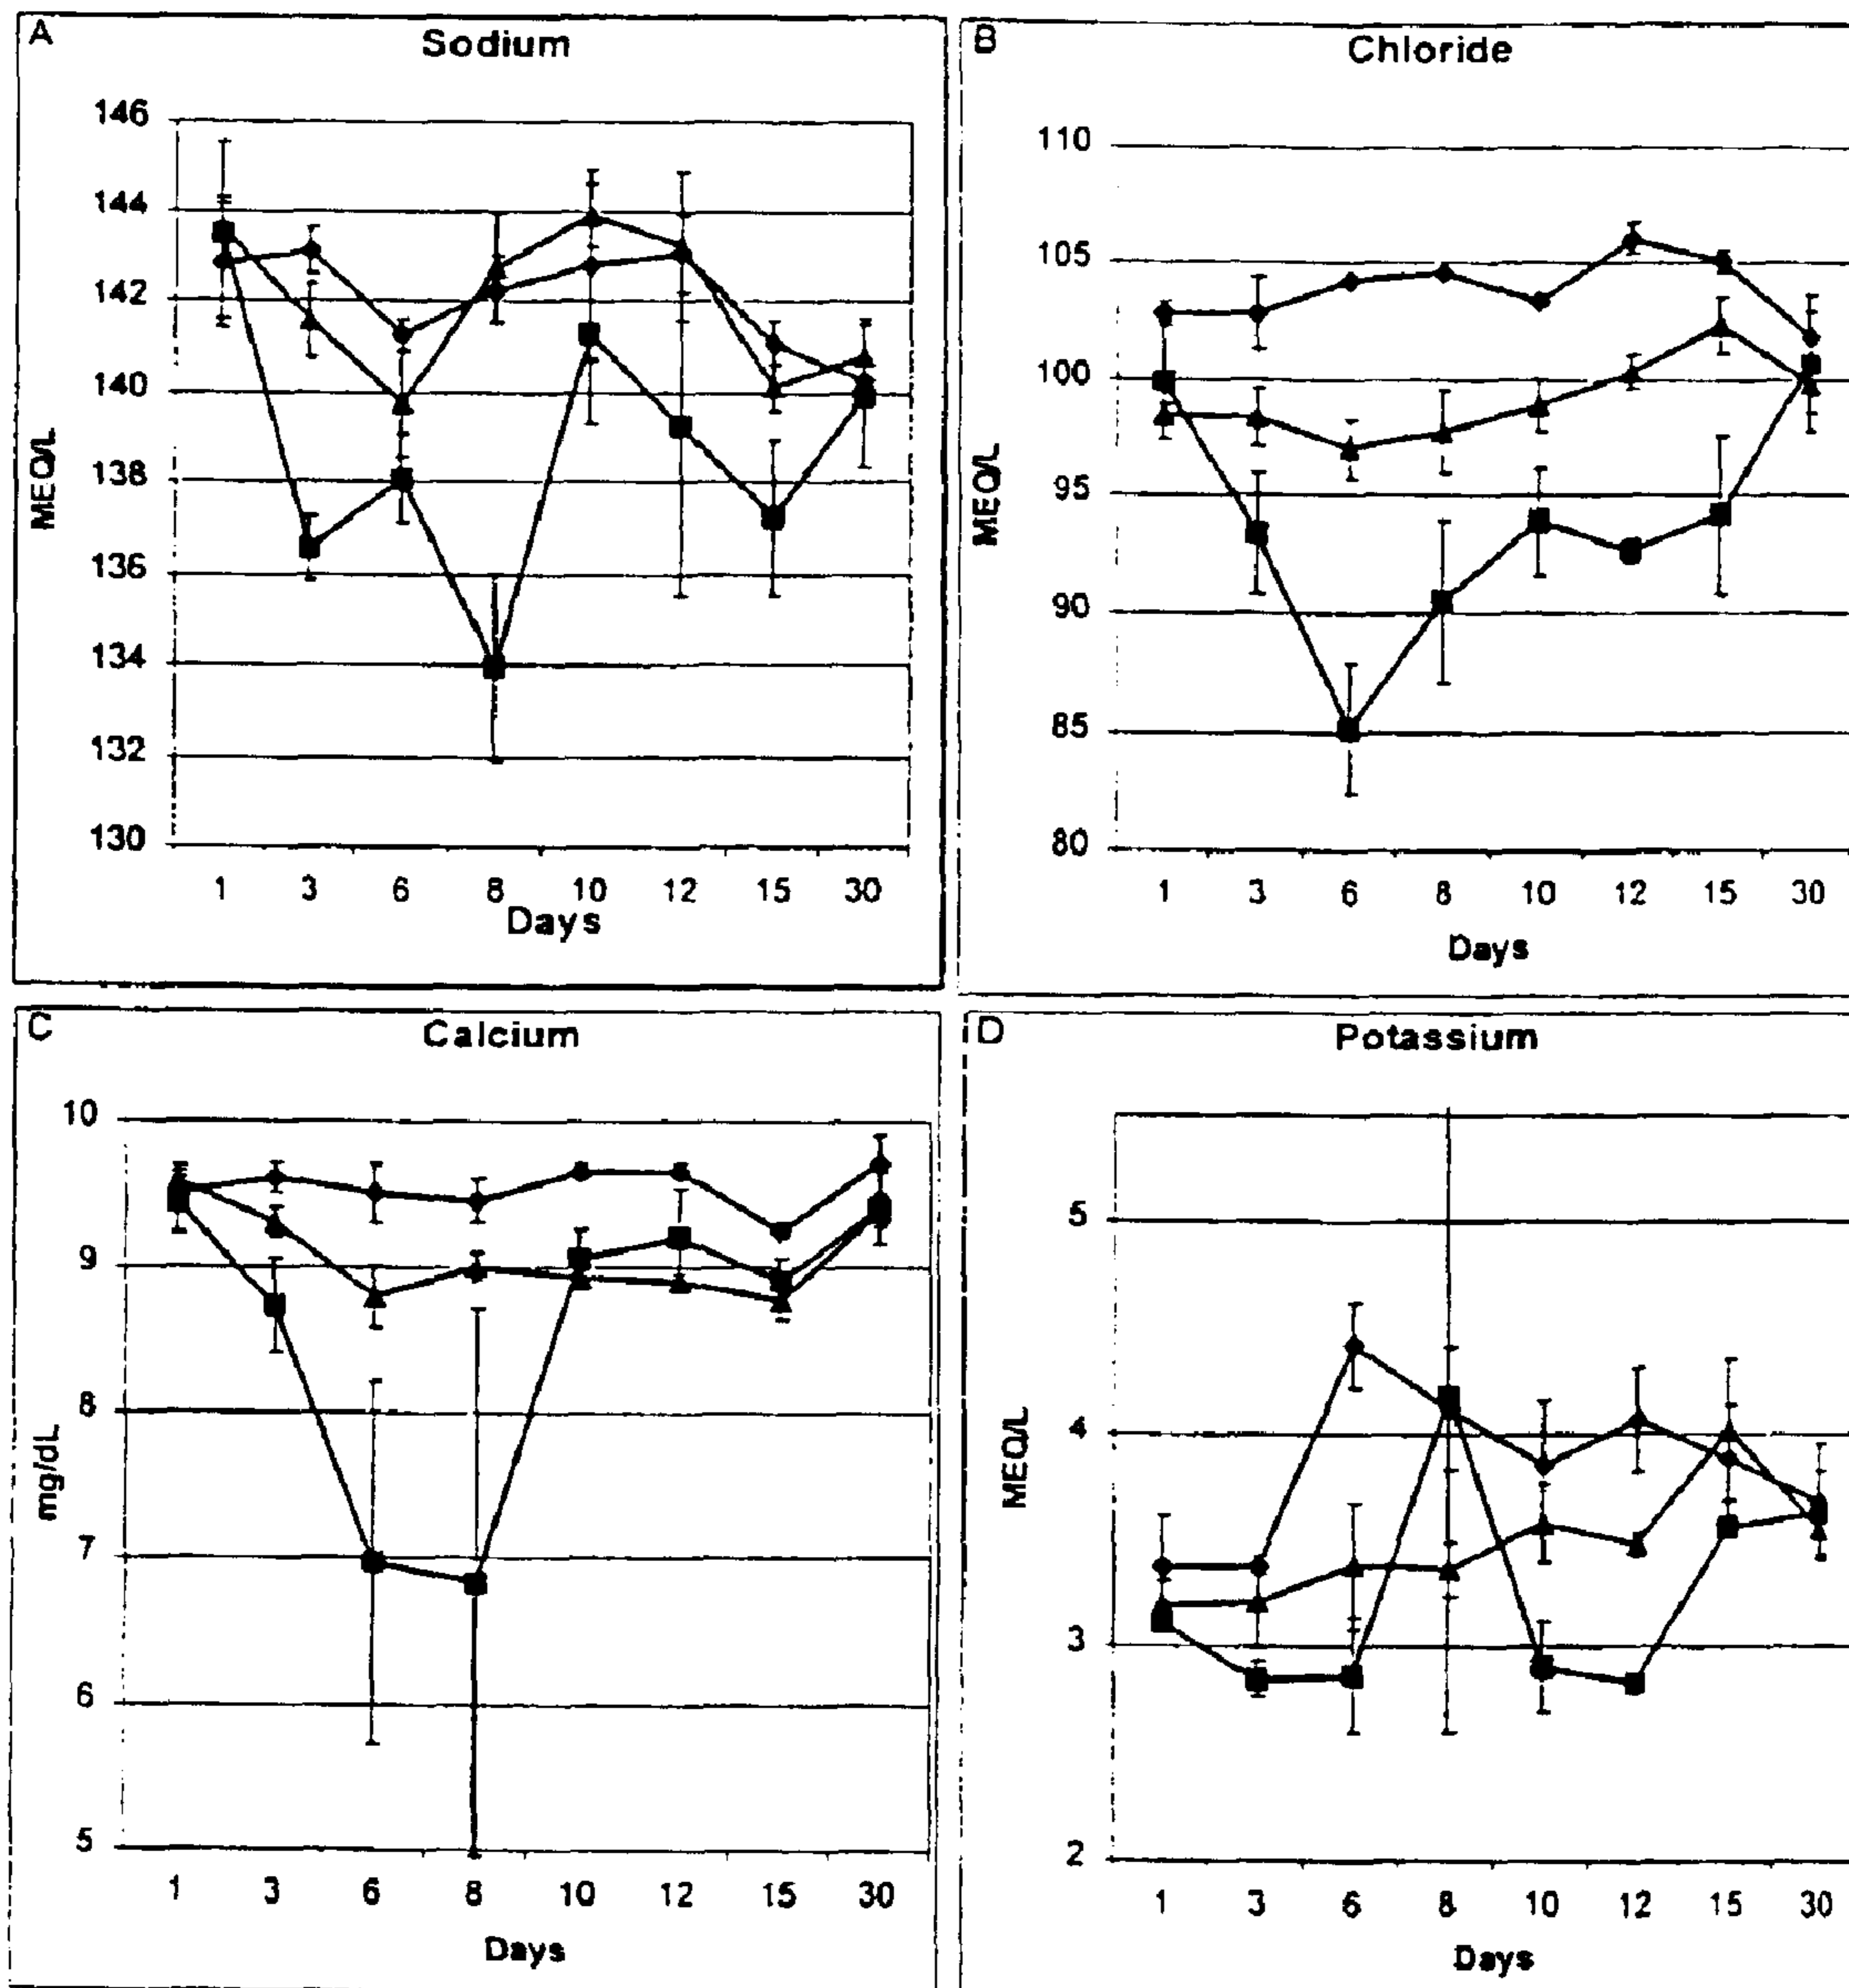 A
Sodium
146
144
142
140
138
136
134
132
130
MEQ/L
1 3 6 8 10 12 15 30
Days
B
Chloride
110
105
100
95
90
85
80
MEQ/L
1 3 6 8 10 12 15 30
Days
C
Calcium
10
9
8
7
6
5
mg/dL
1 3 6 8 10 12 15 30
Days
D
Potassium
5
4
3
2
MEQ/L
1 3 6 8 10 12 15 30
Days